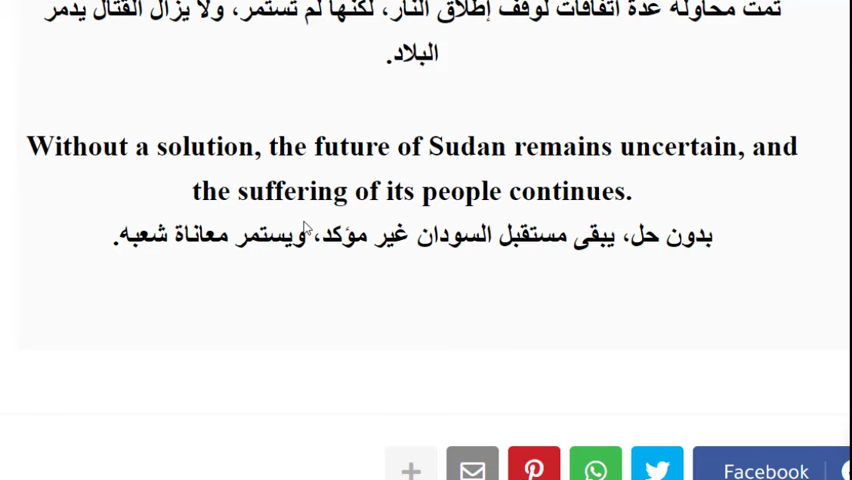 تمت محاولة عدة اتفاقات لوقف إطلاق النار، لكنها لم تستمر، ولا يزال القتال يدمر
البلاد.
Without a solution, the future of Sudan remains uncertain, and
the suffering of its people continues.
بدون حل، يبقى مستقبل السودان غير مؤكد، ويستمر معاناة شعبه.
Facebook